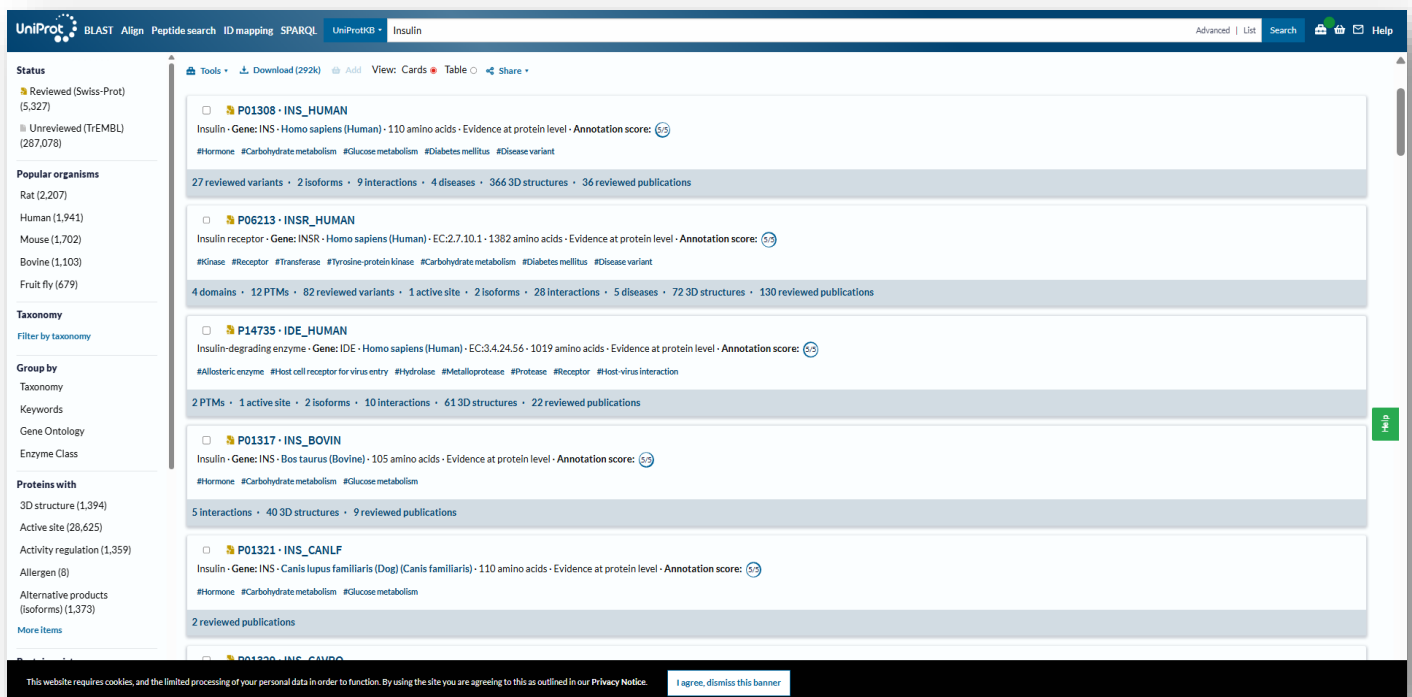 UniProt BLAST Align Peptide search ID mapping SPARQL UniProtKB Insulin Advanced | List Search Help
Status
Reviewed (Swiss-Prot)
(5,327)
Unreviewed (TrEMBL)
(287,078)
Popular organisms
Rat (2,207)
Human (1,941)
Mouse (1,702)
Bovine (1,103)
Fruit fly (679)
Taxonomy
Filter by taxonomy
Group by
Taxonomy
Keywords
Gene Ontology
Enzyme Class
Proteins with
3D structure (1,394)
Active site (28,625)
Activity regulation (1,359)
Allergen (8)
Alternative products
(isoforms) (1,373)
More items
Tools Download (292k) Add View: Cards Table Share
P01308 · INS_HUMAN
Insulin · Gene: INS · Homo sapiens (Human) · 110 amino acids · Evidence at protein level · Annotation score: 5/5
#Hormone #Carbohydrate metabolism #Glucose metabolism #Diabetes mellitus #Disease variant
27 reviewed variants · 2 isoforms · 9 interactions · 4 diseases · 366 3D structures · 36 reviewed publications
P06213 · INSR_HUMAN
Insulin receptor · Gene: INSR · Homo sapiens (Human) · EC:2.7.10.1 · 1382 amino acids · Evidence at protein level · Annotation score: 5/5
#Kinase #Receptor #Transferase #Tyrosine-protein kinase #Carbohydrate metabolism #Diabetes mellitus #Disease variant
4 domains · 12 PTMs · 82 reviewed variants · 1 active site · 2 isoforms · 28 interactions · 5 diseases · 72 3D structures · 130 reviewed publications
P14735 · IDE_HUMAN
Insulin-degrading enzyme · Gene: IDE · Homo sapiens (Human) · EC:3.4.24.56 · 1019 amino acids · Evidence at protein level · Annotation score: 5/5
#Allosteric enzyme #Host cell receptor for virus entry #Hydrolase #Metalloprotease #Protease #Receptor #Host-virus interaction
2 PTMs · 1 active site · 2 isoforms · 10 interactions · 61 3D structures · 22 reviewed publications
P01317 · INS_BOVIN
Insulin · Gene: INS · Bos taurus (Bovine) · 105 amino acids · Evidence at protein level · Annotation score: 5/5
#Hormone #Carbohydrate metabolism #Glucose metabolism
5 interactions · 40 3D structures · 9 reviewed publications
P01321 · INS_CANLF
Insulin · Gene: INS · Canis lupus familiaris (Dog) (Canis familiaris) · 110 amino acids · Evidence at protein level · Annotation score: 5/5
#Hormone #Carbohydrate metabolism #Glucose metabolism
2 reviewed publications
Help
This website requires cookies, and the limited processing of your personal data in order to function. By using the site you are agreeing to this as outlined in our Privacy Notice. I agree, dismiss this banner